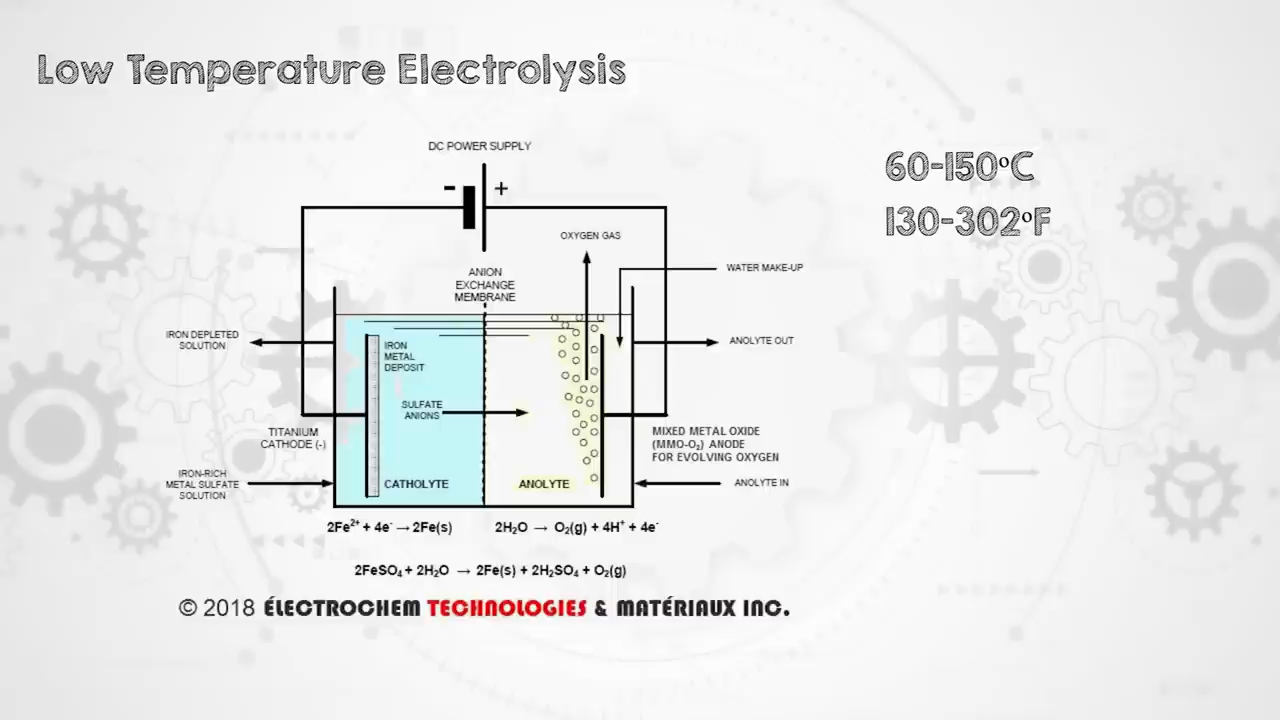 Low Temperature Electrolysis
60-150°C
130-302°F
DC POWER SUPPLY
- +
OXYGEN GAS
WATER MAKE-UP
ANION
EXCHANGE
MEMBRANE
IRON DEPLETED
SOLUTION
ANOLYTE OUT
IRON
METAL
DEPOSIT
SULFATE
ANIONS
TITANIUM
CATHODE (-)
MIXED METAL OXIDE
(MMO-O₂) ANODE
FOR EVOLVING OXYGEN
IRON-RICH
METAL SULFATE
SOLUTION
CATHOLYTE
ANOLYTE
ANOLYTE IN
2Fe²⁺ + 4e⁻ → 2Fe(s)
2H₂O → O₂(g) + 4H⁺ + 4e⁻
2FeSO₄ + 2H₂O → 2Fe(s) + 2H₂SO₄ + O₂(g)
© 2018 ÉLECTROCHEM TECHNOLOGIES & MATÉRIAUX INC.